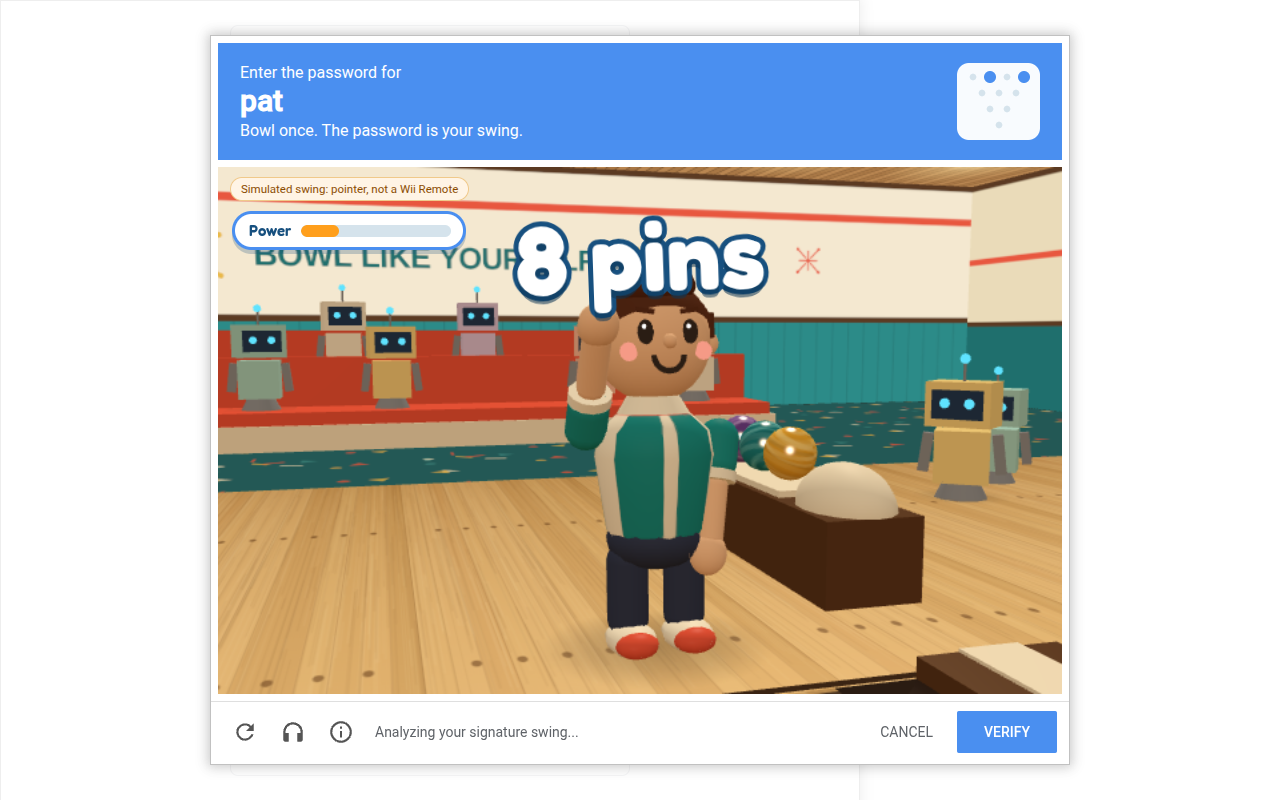 Enter the password for
pat
Bowl once. The password is your swing.
Simulated swing: pointer, not a Wii Remote
Power
8 pins
BOWL LIKE YOUR
Analyzing your signature swing...
CANCEL
VERIFY